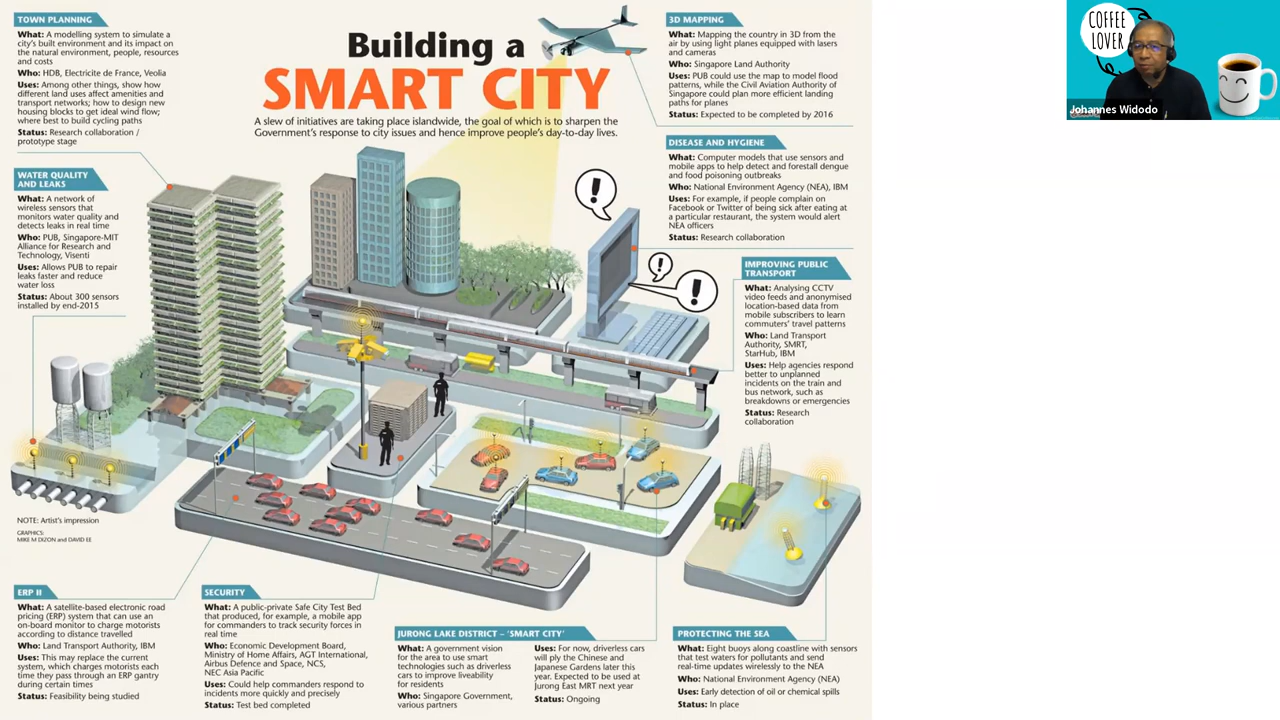 Building a
SMART CITY
A slew of initiatives are taking place islandwide, the goal of which is to sharpen the
Government's response to city issues and hence improve people's day-to-day lives.
TOWN PLANNING
What: A modelling system to simulate a
city's built environment and its impact on
the natural environment, people, resources
and costs
Who: HDB, Electricite de France, Veolia
Uses: Among other things, show how
different land uses affect amenities and
transport networks; how to design new
housing blocks to get ideal wind flow;
where best to build cycling paths
Status: Research collaboration /
prototype stage
WATER QUALITY
AND LEAKS
What: A network of
wireless sensors that
monitors water quality and
detects leaks in real time
Who: PUB, Singapore-MIT
Alliance for Research and
Technology, Visenti
Uses: Allows PUB to repair
leaks faster and reduce
water loss
Status: About 300 sensors
installed by end-2015
3D MAPPING
What: Mapping the country in 3D from the
air by using light planes equipped with lasers
and cameras
Who: Singapore Land Authority
Uses: PUB could use the map to model flood
patterns, while the Civil Aviation Authority of
Singapore could plan more efficient landing
paths for planes
Status: Expected to be completed by 2016
DISEASE AND HYGIENE
What: Computer models that use sensors and
mobile apps to help detect and forestall dengue
and food poisoning outbreaks
Who: National Environment Agency (NEA), IBM
Uses: For example, if people complain on
Facebook or Twitter of being sick after eating at
a particular restaurant, the system would alert
NEA officers
Status: Research collaboration
!
!
!
IMPROVING PUBLIC
TRANSPORT
What: Analysing CCTV
video feeds and anonymised
location-based data from
mobile subscribers to learn
commuters' travel patterns
Who: Land Transport
Authority, SMRT,
StarHub, IBM
Uses: Help agencies respond
better to unplanned
incidents on the train and
bus network, such as
breakdowns or emergencies
Status: Research
collaboration
NOTE: Artist's impression
GRAPHICS:
MIKE M DIZON and DAVID EE
ERP II
What: A satellite-based electronic road
pricing (ERP) system that can use an
on-board monitor to charge motorists
according to distance travelled
Who: Land Transport Authority, IBM
Uses: This may replace the current
system, which charges motorists each
time they pass through an ERP gantry
during certain times
Status: Feasibility being studied
SECURITY
What: A public-private Safe City Test Bed
that produced, for example, a mobile app
for commanders to track security forces in
real time
Who: Economic Development Board,
Ministry of Home Affairs, AGT International,
Airbus Defence and Space, NCS,
NEC Asia Pacific
Uses: Could help commanders respond to
incidents more quickly and precisely
Status: Test bed completed
JURONG LAKE DISTRICT – 'SMART CITY'
What: A government vision
for the area to use smart
technologies such as driverless
cars to improve liveability
for residents
Who: Singapore Government,
various partners
Uses: For now, driverless cars
will ply the Chinese and
Japanese Gardens later this
year. Expected to be used at
Jurong East MRT next year
Status: Ongoing
PROTECTING THE SEA
What: Eight buoys along coastline with sensors
that test waters for pollutants and send
real-time updates wirelessly to the NEA
Who: National Environment Agency (NEA)
Uses: Early detection of oil or chemical spills
Status: In place
COFFEE
LOVER
Johannes Widodo